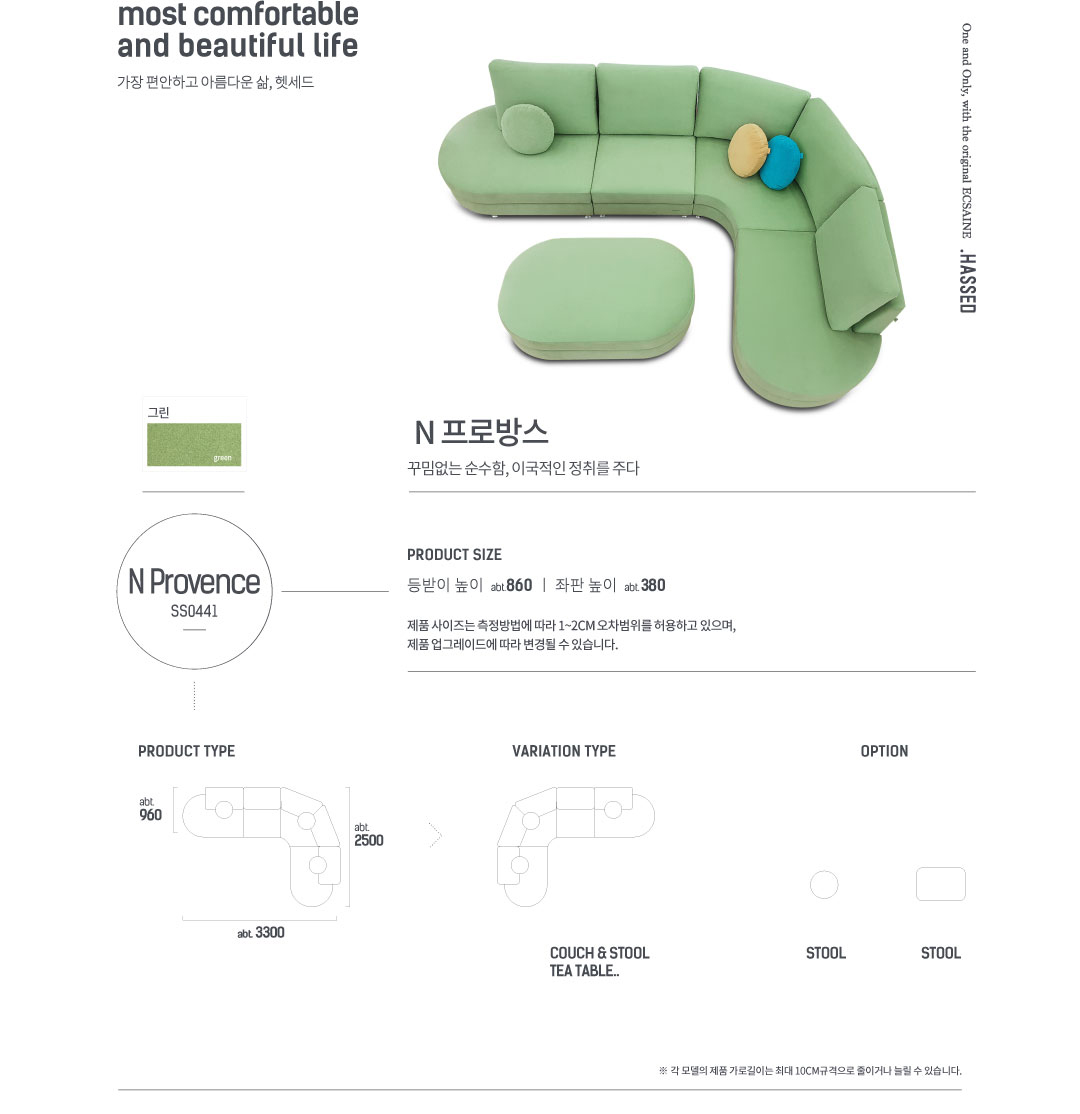 most comfortable
and beautiful life
가장 편안하고 아름다운 삶, 헷세드
One and Only, with the original ECSAINE .HASSED
그린
green
N 프로방스
꾸밈없는 순수함, 이국적인 정취를 주다
N Provence
SS0441
PRODUCT SIZE
등받이 높이 abt.860 | 좌판 높이 abt.380
제품 사이즈는 측정방법에 따라 1~2CM 오차범위를 허용하고 있으며,
제품 업그레이드에 따라 변경될 수 있습니다.
PRODUCT TYPE
abt.
960
abt.
2500
abt. 3300
VARIATION TYPE
COUCH & STOOL
TEA TABLE..
OPTION
STOOL
STOOL
※ 각 모델의 제품 가로길이는 최대 10CM규격으로 줄이거나 늘릴 수 있습니다.